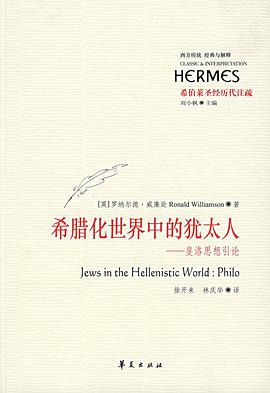 西方传统 经典与解释
CLASSIC & INTERPRETATION
HERMES
希伯莱圣经历代注疏
刘小枫 ● 主编
[英]罗纳尔德·威廉逊 Ronald Williamson ● 著
希腊化世界中的犹太人
——斐洛思想引论
Jews in the Hellenistic World : Philo
徐开来 林庆华 ● 译
华夏出版社